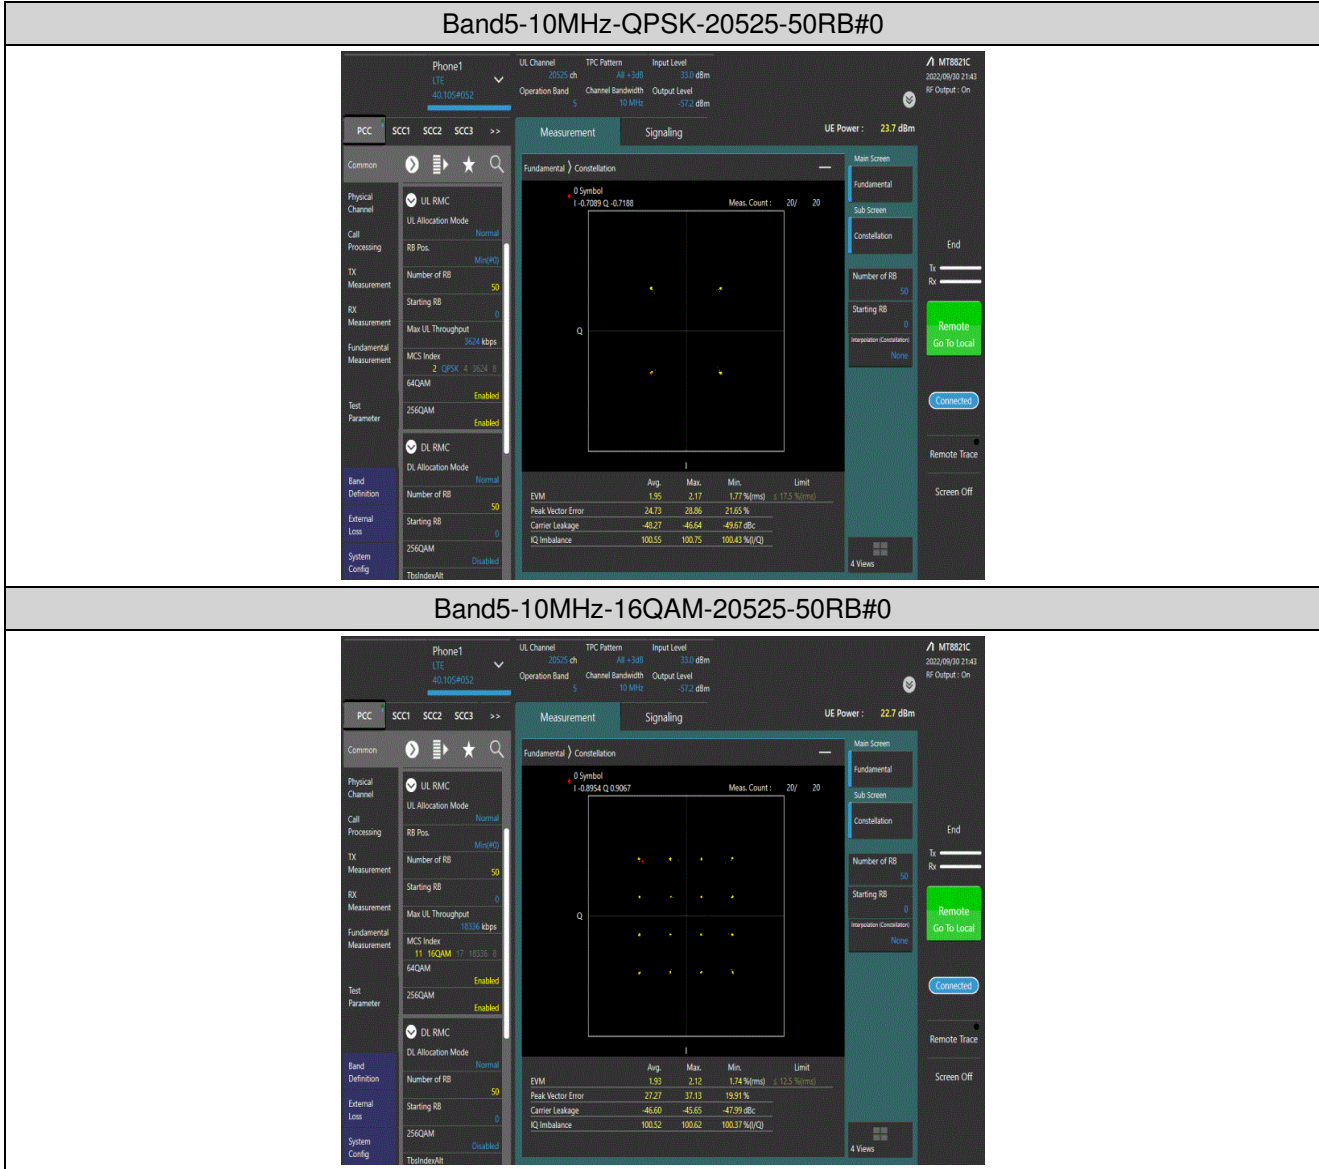 Band5-10MHz-QPSK-20525-50RB#0
Phone1
LTE
40.10S#052
UL Channel TPC Pattern Input Level
20525 ch All +3dB 33.0 dBm
Operation Band Channel Bandwidth Output Level
5 10 MHz -57.2 dBm
MT8821C
2022/09/30 21:43
RF Output : On
PCC SCC1 SCC2 SCC3 >>
Measurement Signaling
UE Power : 23.7 dBm
Common
Physical Channel
Call Processing
TX Measurement
RX Measurement
Fundamental Measurement
Test Parameter
Band Definition
External Loss
System Config
UL RMC
UL Allocation Mode
Normal
RB Pos.
Min(#0)
Number of RB
50
Starting RB
0
Max UL Throughput
3624 kbps
MCS Index
2 QPSK 4 3624 8
64QAM
Enabled
256QAM
Enabled
DL RMC
DL Allocation Mode
Normal
Number of RB
50
Starting RB
0
256QAM
Disabled
TbsIndexAlt
Fundamental 〉 Constellation
0 Symbol
I -0.7089 Q -0.7188 Meas. Count : 20/ 20
Q
I
Avg. Max. Min. Limit
EVM 1.95 2.17 1.77 %(rms) ≤ 17.5 %(rms)
Peak Vector Error 24.73 28.86 21.65 %
Carrier Leakage -48.27 -46.64 -49.67 dBc
IQ Imbalance 100.55 100.75 100.43 %(I/Q)
Main Screen
Fundamental
Sub Screen
Constellation
Number of RB
50
Starting RB
0
Interpolation (Constellation)
None
4 Views
End
Tx
Rx
Remote
Go To Local
Connected
Remote Trace
Screen Off
Band5-10MHz-16QAM-20525-50RB#0
Phone1
LTE
40.10S#052
UL Channel TPC Pattern Input Level
20525 ch All +3dB 33.0 dBm
Operation Band Channel Bandwidth Output Level
5 10 MHz -57.2 dBm
MT8821C
2022/09/30 21:43
RF Output : On
PCC SCC1 SCC2 SCC3 >>
Measurement Signaling
UE Power : 22.7 dBm
Common
Physical Channel
Call Processing
TX Measurement
RX Measurement
Fundamental Measurement
Test Parameter
Band Definition
External Loss
System Config
UL RMC
UL Allocation Mode
Normal
RB Pos.
Min(#0)
Number of RB
50
Starting RB
0
Max UL Throughput
18336 kbps
MCS Index
11 16QAM 17 18336 8
64QAM
Enabled
256QAM
Enabled
DL RMC
DL Allocation Mode
Normal
Number of RB
50
Starting RB
0
256QAM
Disabled
TbsIndexAlt
Fundamental 〉 Constellation
0 Symbol
I -0.8954 Q 0.9067 Meas. Count : 20/ 20
Q
I
Avg. Max. Min. Limit
EVM 1.93 2.12 1.74 %(rms) ≤ 12.5 %(rms)
Peak Vector Error 27.27 37.13 19.91 %
Carrier Leakage -46.60 -45.65 -47.99 dBc
IQ Imbalance 100.52 100.62 100.37 %(I/Q)
Main Screen
Fundamental
Sub Screen
Constellation
Number of RB
50
Starting RB
0
Interpolation (Constellation)
None
4 Views
End
Tx
Rx
Remote
Go To Local
Connected
Remote Trace
Screen Off